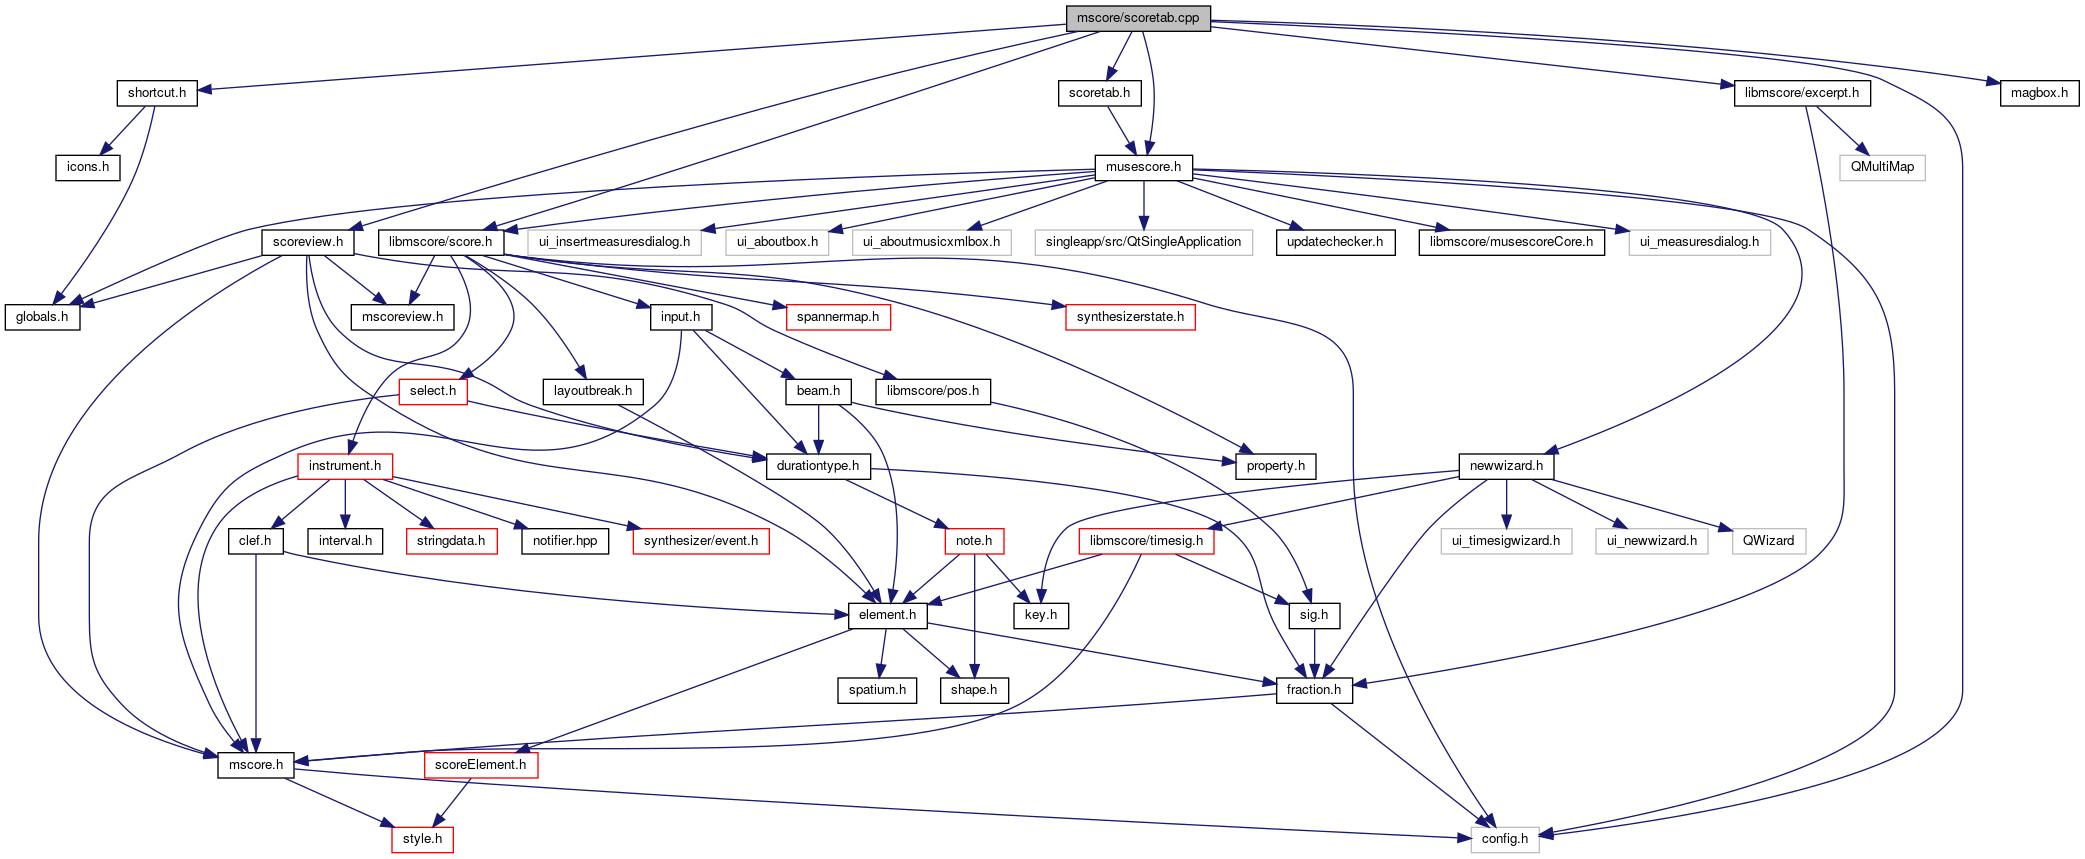 mscore/scoretab.cpp
shortcut.h
scoretab.h
libmscore/excerpt.h
magbox.h
icons.h
musescore.h
QMultiMap
scoreview.h
libmscore/score.h
ui_insertmeasuresdialog.h
ui_aboutbox.h
ui_aboutmusicxmlbox.h
singleapp/src/QtSingleApplication
updatechecker.h
libmscore/musescoreCore.h
ui_measuresdialog.h
globals.h
mscoreview.h
input.h
spannermap.h
synthesizerstate.h
select.h
layoutbreak.h
beam.h
libmscore/pos.h
instrument.h
durationtype.h
property.h
newwizard.h
clef.h
interval.h
stringdata.h
notifier.hpp
synthesizer/event.h
note.h
libmscore/timesig.h
ui_timesigwizard.h
ui_newwizard.h
QWizard
element.h
key.h
sig.h
spatium.h
shape.h
fraction.h
mscore.h
scoreElement.h
style.h
config.h